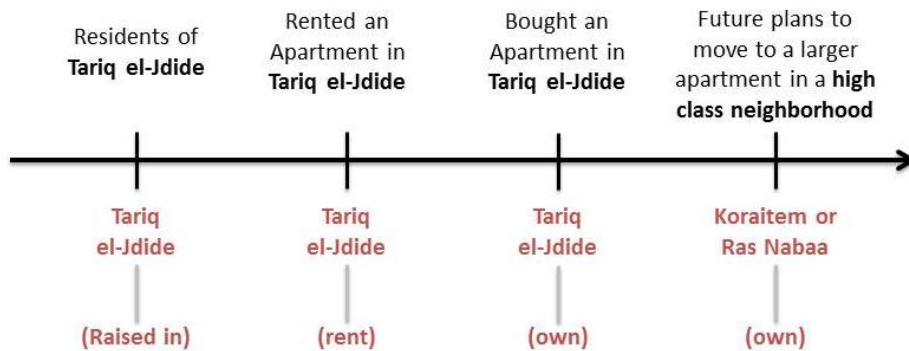 Residents of
Tariq el-Jdide
Rented an
Apartment in
Tariq el-Jdide
Bought an
Apartment in
Tariq el-Jdide
Future plans to
move to a larger
apartment in a high
class neighborhood
Tariq
el-Jdide
Tariq
el-Jdide
Tariq
el-Jdide
Koraitem or
Ras Nabaa
(Raised in)
(rent)
(own)
(own)